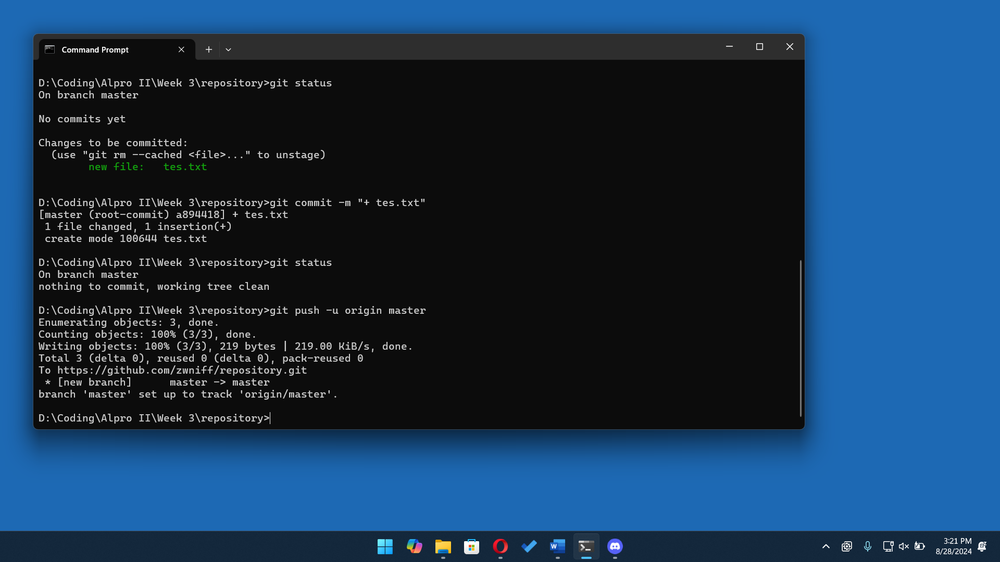 Command Prompt
D:\Coding\Alpro II\Week 3\repository>git status
On branch master
No commits yet
Changes to be committed:
  (use "git rm --cached <file>..." to unstage)
        new file:   tes.txt
D:\Coding\Alpro II\Week 3\repository>git commit -m "+ tes.txt"
[master (root-commit) a894418] + tes.txt
 1 file changed, 1 insertion(+)
 create mode 100644 tes.txt
D:\Coding\Alpro II\Week 3\repository>git status
On branch master
nothing to commit, working tree clean
D:\Coding\Alpro II\Week 3\repository>git push -u origin master
Enumerating objects: 3, done.
Counting objects: 100% (3/3), done.
Writing objects: 100% (3/3), 219 bytes | 219.00 KiB/s, done.
Total 3 (delta 0), reused 0 (delta 0), pack-reused 0
To https://github.com/zwniff/repository.git
 * [new branch]      master -> master
branch 'master' set up to track 'origin/master'.
D:\Coding\Alpro II\Week 3\repository>
3:21 PM
8/28/2024